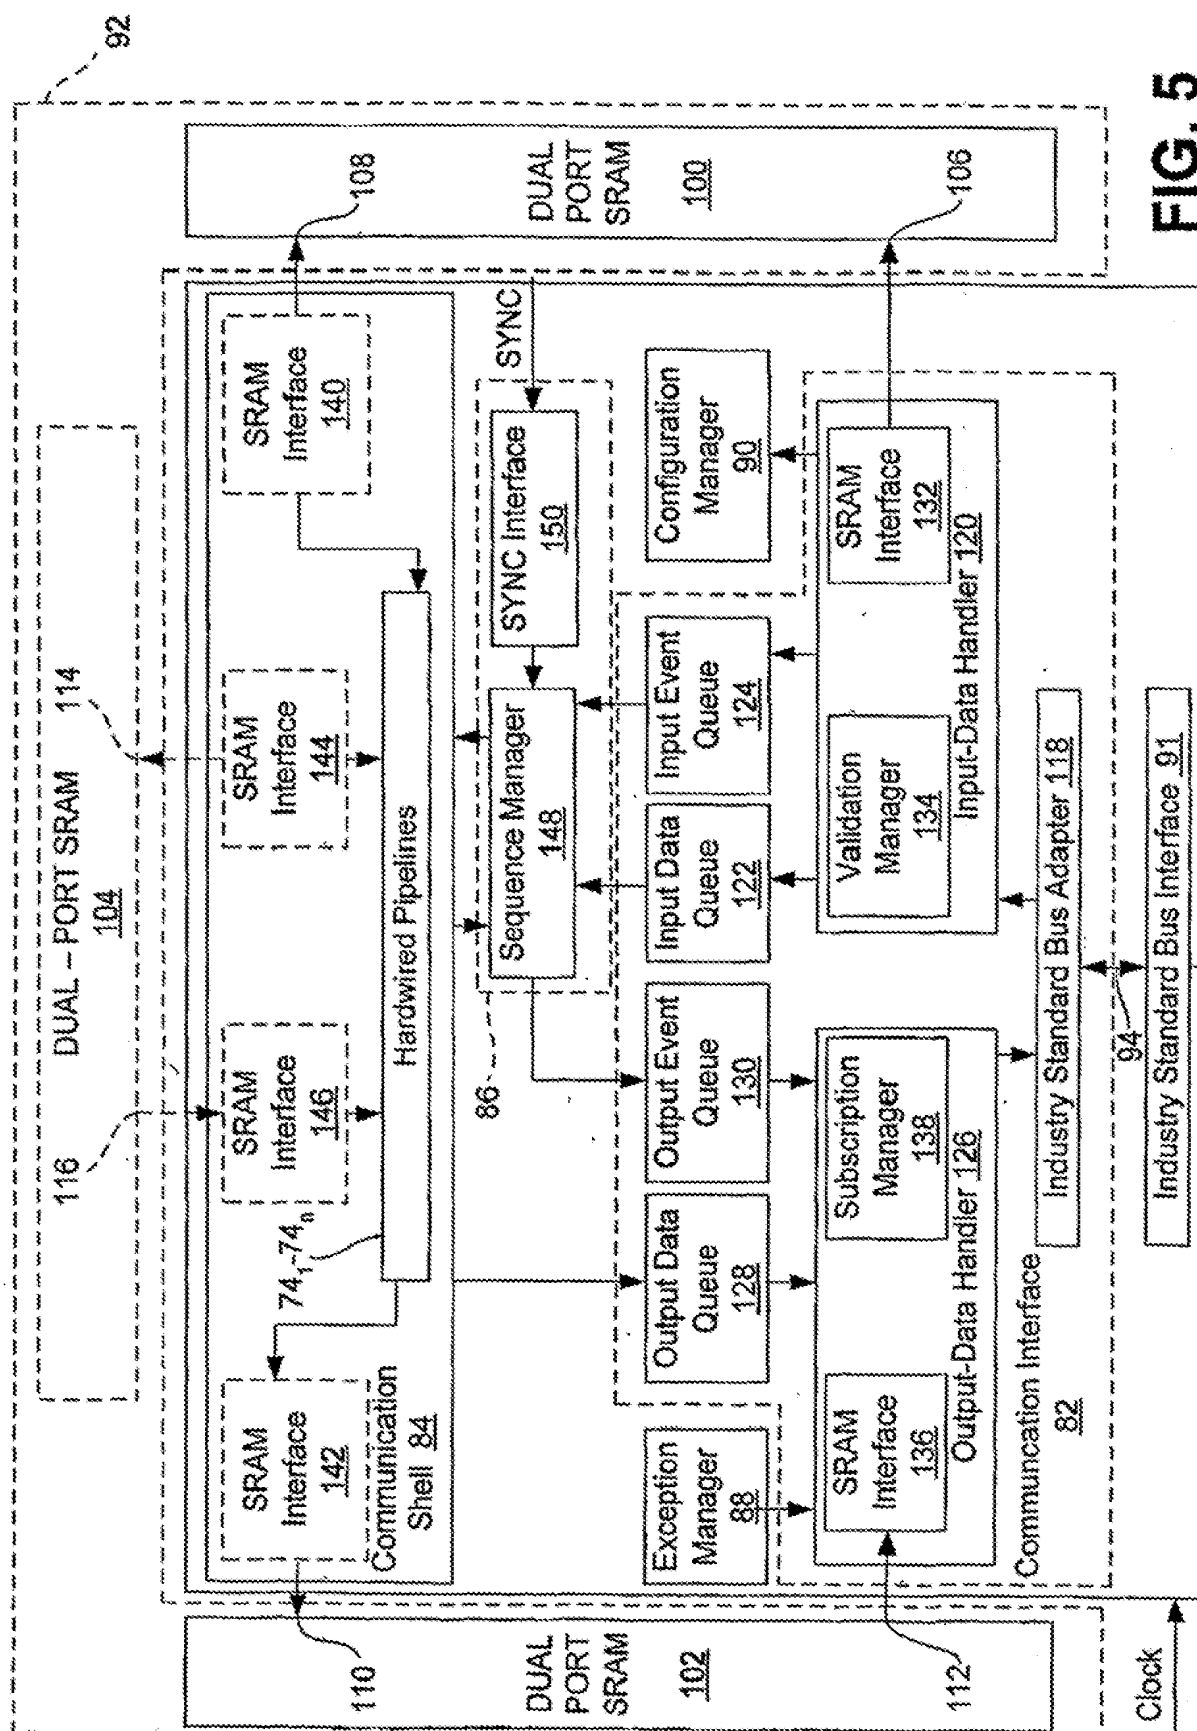 92
DUAL – PORT SRAM
104
116
114
110
DUAL
PORT
SRAM
102
112
SRAM
Interface
142
74₁-74ₙ
SRAM
Interface
146
SRAM
Interface
144
SRAM
Interface
140
Hardwired Pipelines
Communication
Shell 84
108
DUAL
PORT
SRAM
100
106
86
Sequence Manager
148
SYNC Interface
150
SYNC
Exception
Manager
88
Output Data
Queue
128
Output Event
Queue
130
Input Data
Queue
122
Input Event
Queue
124
Configuration
Manager
90
SRAM
Interface
136
Subscription
Manager
138
Output-Data Handler 126
Validation
Manager
134
SRAM
Interface
132
Input-Data Handler 120
Communcation Interface
82
Industry Standard Bus Adapter 118
94
Industry Standard Bus Interface 91
Clock
FIG. 5